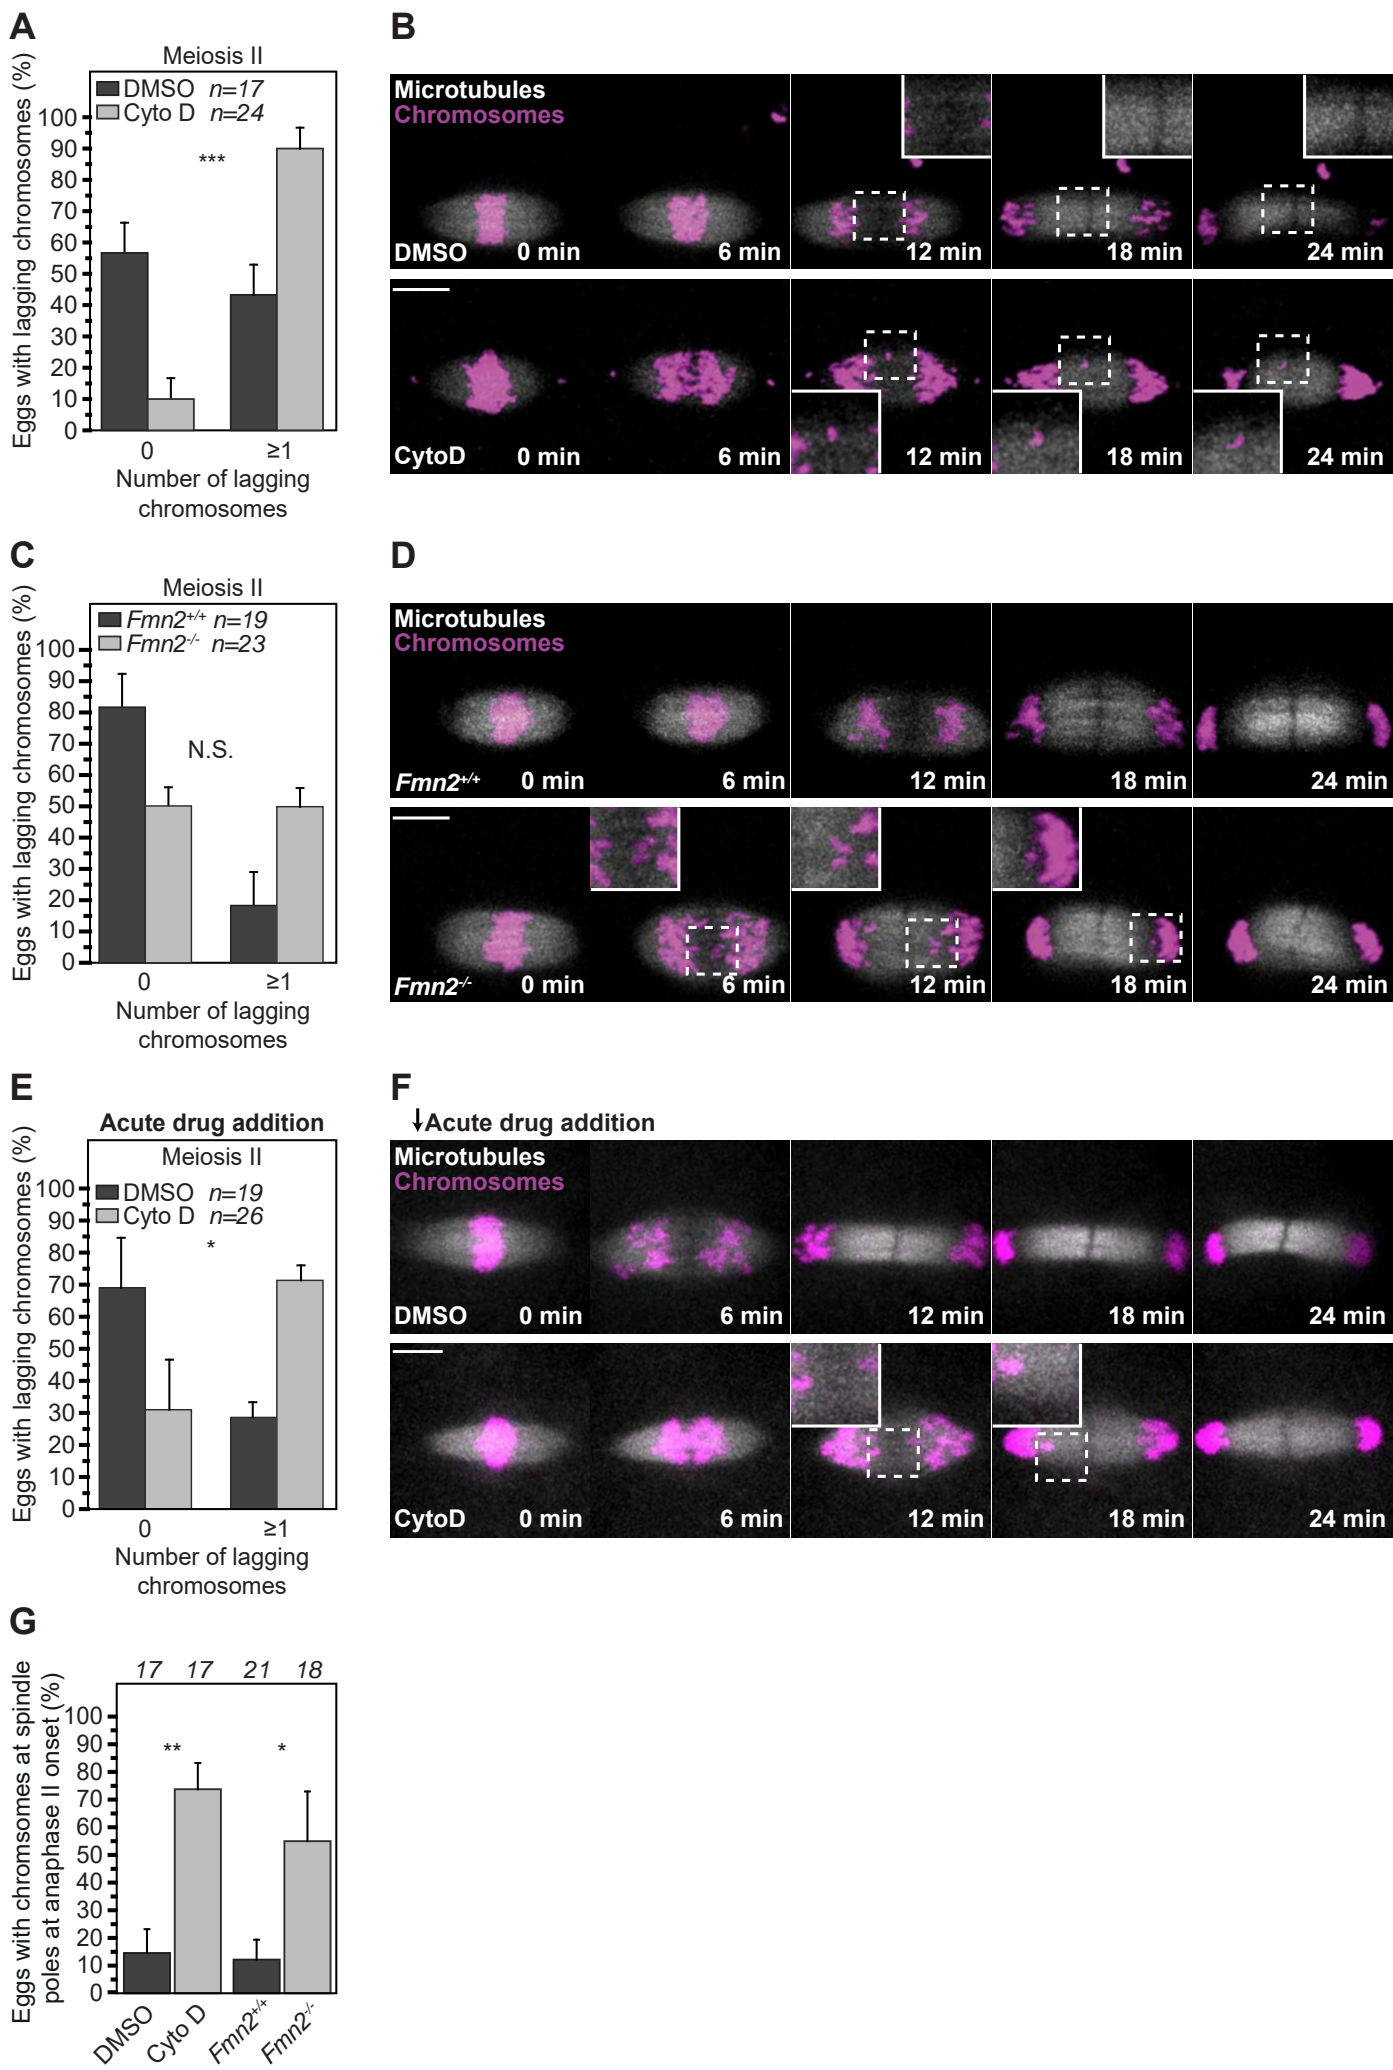 A
Meiosis II
DMSO n=17
Cyto D n=24
***
Eggs with lagging chromosomes (%)
100
90
80
70
60
50
40
30
20
10
0
0 ≥1
Number of lagging
chromosomes
B
Microtubules
Chromosomes
DMSO 0 min 6 min 12 min 18 min 24 min
CytoD 0 min 6 min 12 min 18 min 24 min
C
Meiosis II
Fmn2+/+ n=19
Fmn2-/- n=23
N.S.
Eggs with lagging chromosomes (%)
100
90
80
70
60
50
40
30
20
10
0
0 ≥1
Number of lagging
chromosomes
D
Microtubules
Chromosomes
Fmn2+/+ 0 min 6 min 12 min 18 min 24 min
Fmn2-/- 0 min 6 min 12 min 18 min 24 min
E
Acute drug addition
Meiosis II
DMSO n=19
Cyto D n=26
*
Eggs with lagging chromosomes (%)
100
90
80
70
60
50
40
30
20
10
0
0 ≥1
Number of lagging
chromosomes
F
↓Acute drug addition
Microtubules
Chromosomes
DMSO 0 min 6 min 12 min 18 min 24 min
CytoD 0 min 6 min 12 min 18 min 24 min
G
17 17 21 18
** *
Eggs with chromsomes at spindle
poles at anaphase II onset (%)
100
90
80
70
60
50
40
30
20
10
0
DMSO Cyto D Fmn2+/+ Fmn2-/-